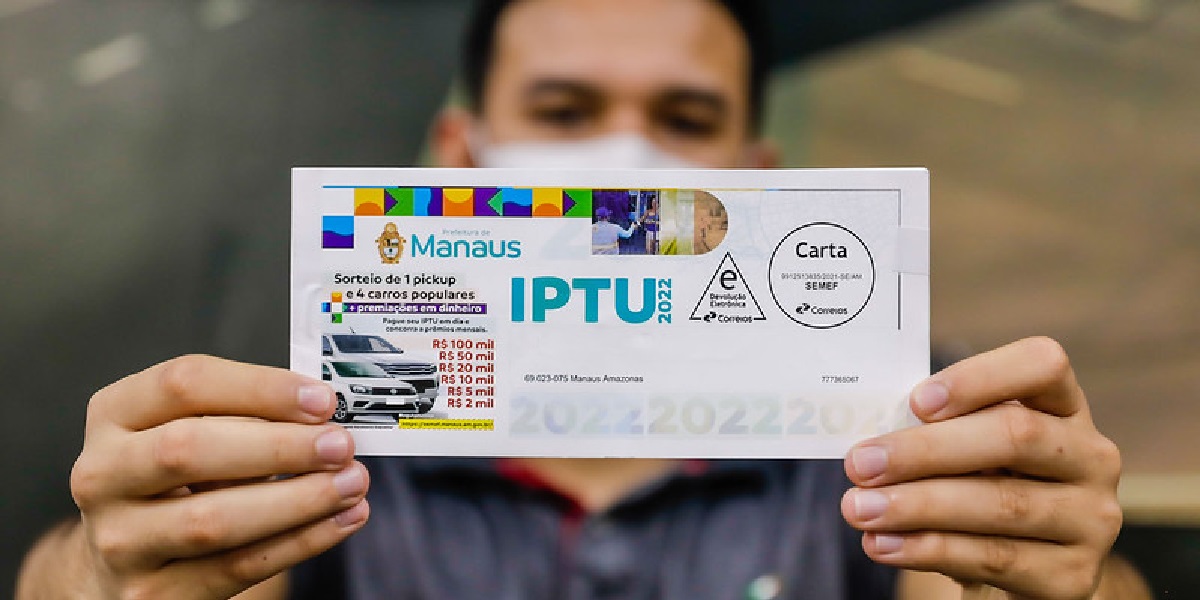 Prefeitura de
Manaus
Sorteio de 1 pickup
e 4 carros populares
+ premiações em dinheiro
Pague seu IPTU em dia e
concorra a prêmios mensais.
R$ 100 mil
R$ 50 mil
R$ 20 mil
R$ 10 mil
R$ 5 mil
R$ 2 mil
https://semef.manaus.am.gov.br/
IPTU 2022
e
Devolução
Eletrônica
Correios
Carta
9912513835/2021-SE/AM
SEMEF
Correios
69.023-075 Manaus Amazonas
777365067
2022 2022 2022